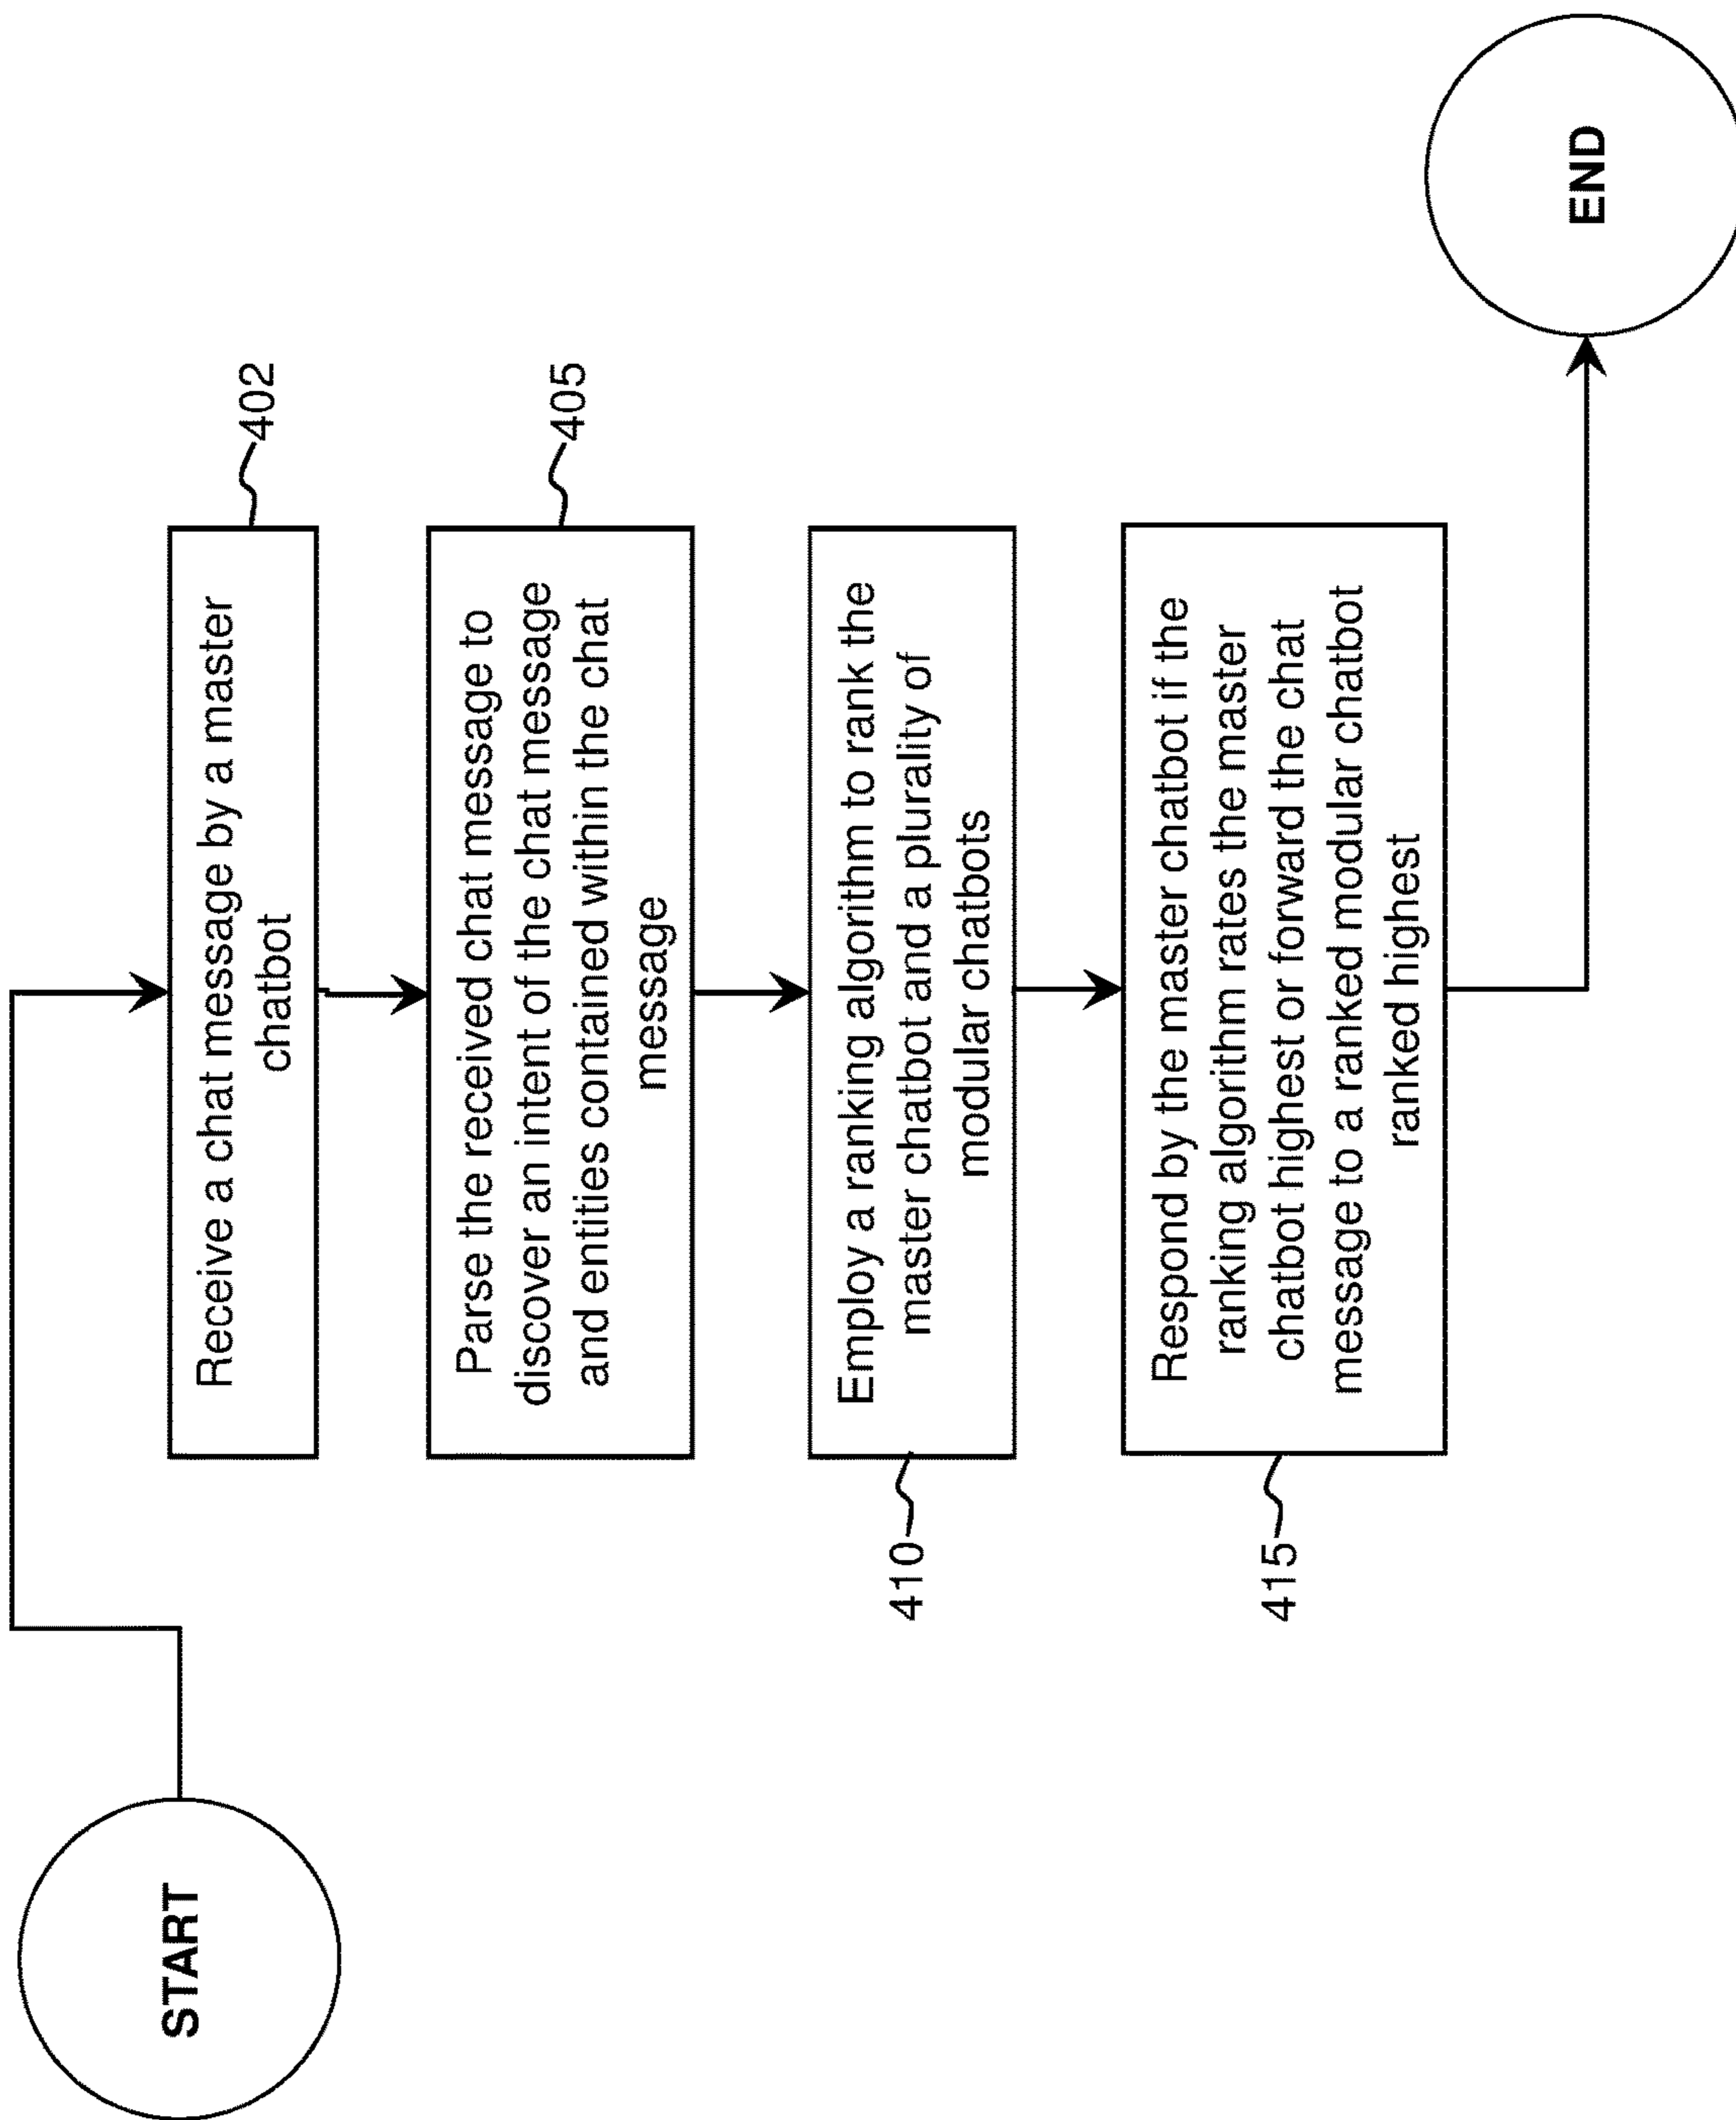 START
Receive a chat message by a master
chatbot
402
Parse the received chat message to
discover an intent of the chat message
and entities contained within the chat
message
405
Employ a ranking algorithm to rank the
master chatbot and a plurality of
modular chatbots
410
Respond by the master chatbot if the
ranking algorithm rates the master
chatbot highest or forward the chat
message to a ranked modular chatbot
ranked highest
415
END